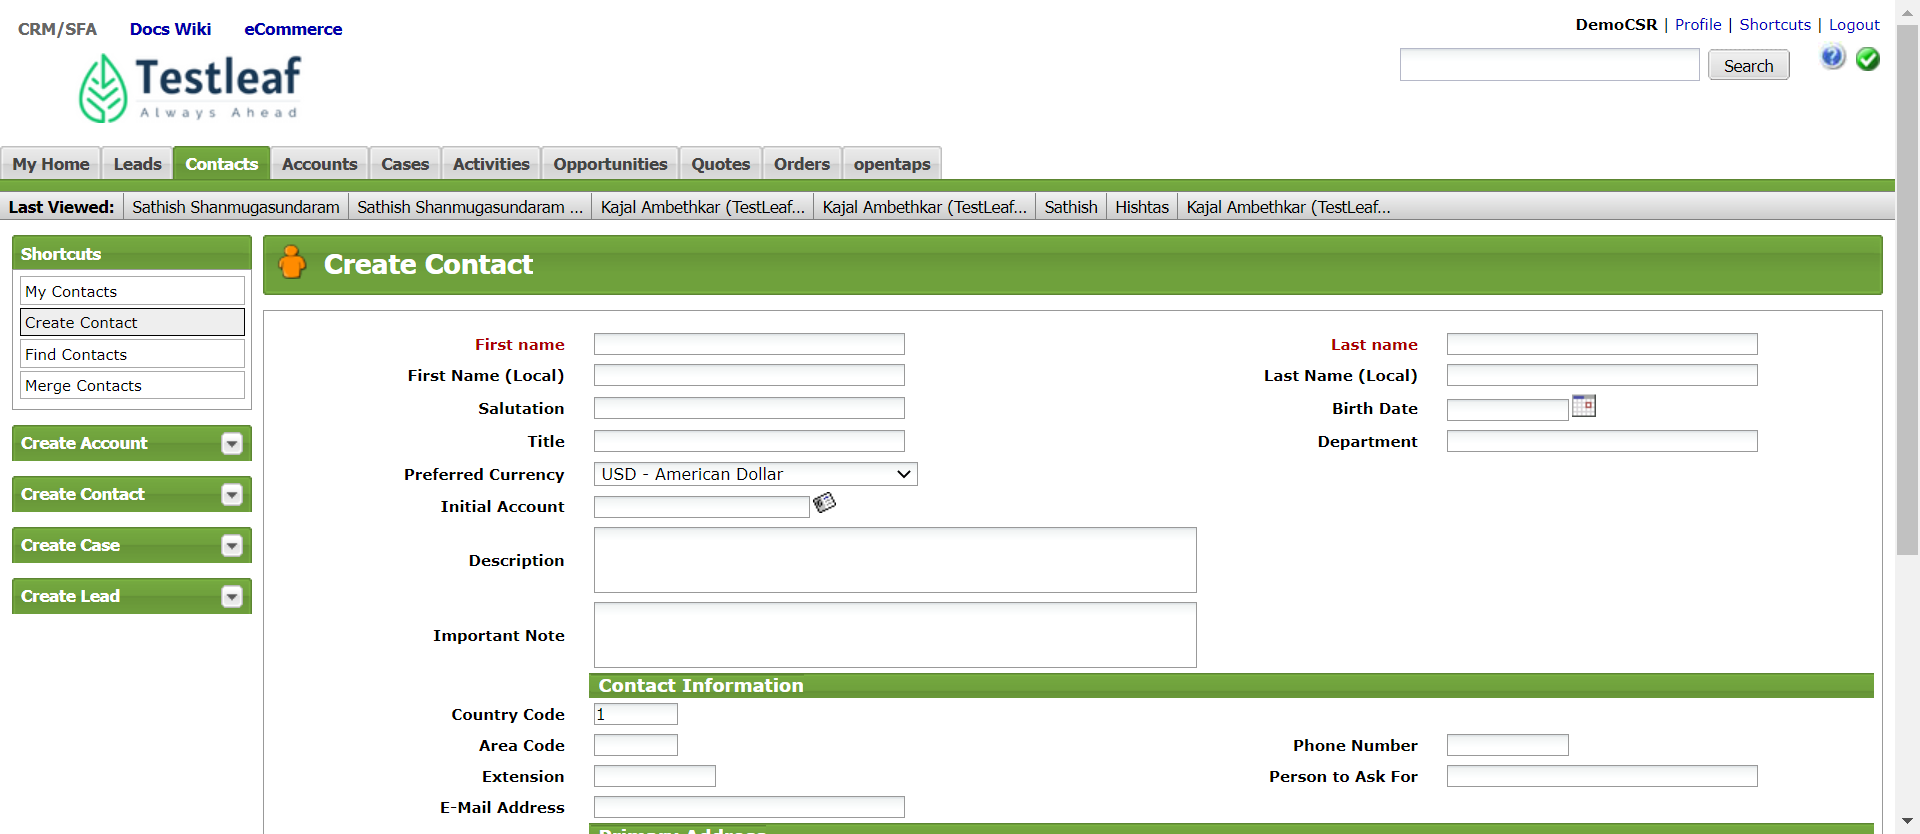 CRM/SFA Docs Wiki eCommerce
DemoCSR | Profile | Shortcuts | Logout
Testleaf
Always Ahead
Search
My Home Leads Contacts Accounts Cases Activities Opportunities Quotes Orders opentaps
Last Viewed: Sathish Shanmugasundaram Sathish Shanmugasundaram ... Kajal Ambethkar (TestLeaf... Kajal Ambethkar (TestLeaf... Sathish Hishtas Kajal Ambethkar (TestLeaf...
Shortcuts
My Contacts
Create Contact
Find Contacts
Merge Contacts
Create Account
Create Contact
Create Case
Create Lead
Create Contact
First name Last name
First Name (Local) Last Name (Local)
Salutation Birth Date
Title Department
Preferred Currency USD - American Dollar
Initial Account
Description
Important Note
Contact Information
Country Code 1
Area Code Phone Number
Extension Person to Ask For
E-Mail Address
Primary Address